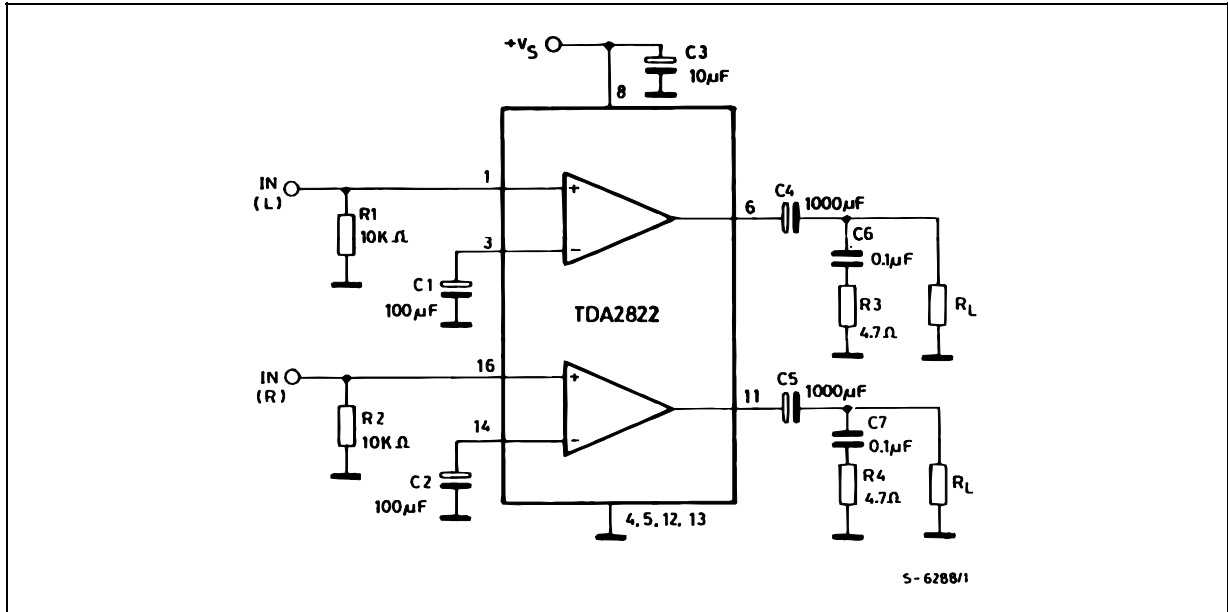 +VS
C3
10µF
8
IN
(L)
1
R1
10KΩ
3
C1
100µF
+
−
6
C4
1000µF
C6
0.1µF
R3
4.7Ω
RL
TDA2822
IN
(R)
16
R2
10KΩ
14
C2
100µF
+
−
11
C5
1000µF
C7
0.1µF
R4
4.7Ω
RL
4, 5, 12, 13
S-6288/1